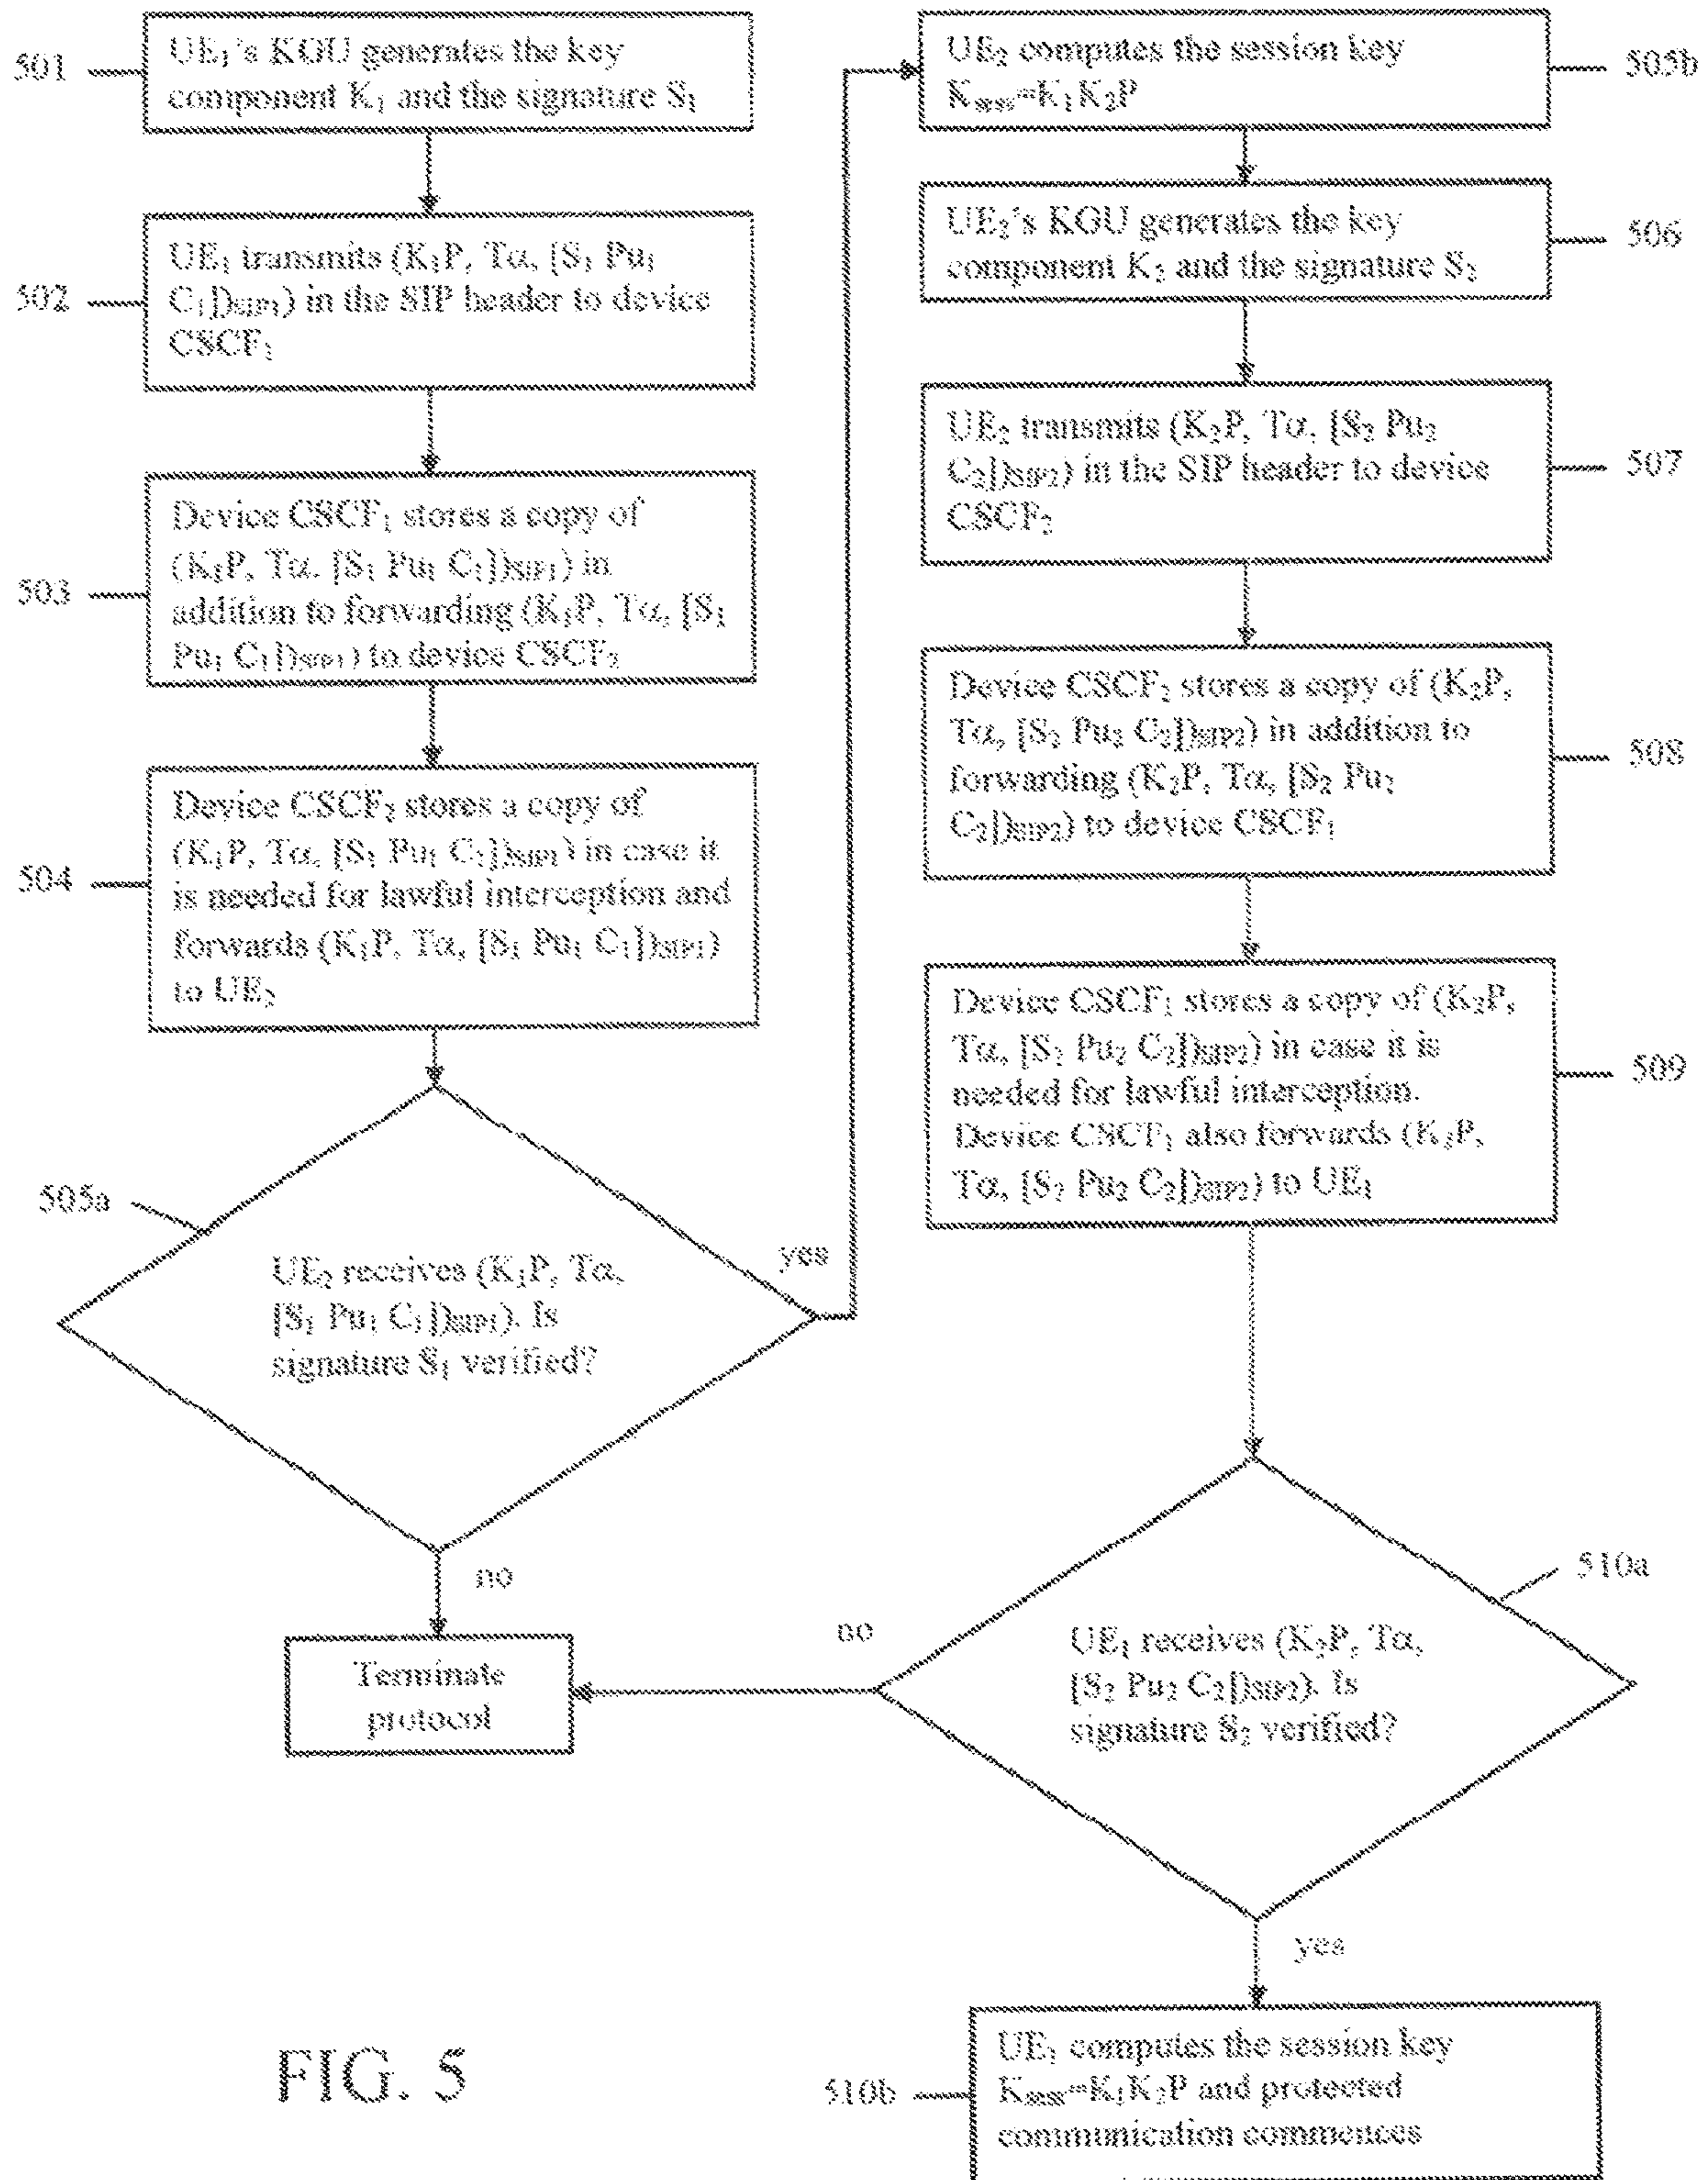 501
UE₁'s KGU generates the key
component K₁ and the signature S₁
502
UE₁ transmits (K₁P, Tα, [S₁ Pu₁
C₁])SIP1) in the SIP header to device
CSCF₁
503
Device CSCF₁ stores a copy of
(K₁P, Tα. [S₁ Pu₁ C₁])SIP1) in
addition to forwarding (K₁P, Tα, [S₁
Pu₁ C₁])SIP1) to device CSCF₂
504
Device CSCF₂ stores a copy of
(K₁P, Tα, [S₁ Pu₁ C₁])SIP1) in case it
is needed for lawful interception and
forwards (K₁P, Tα, [S₁ Pu₁ C₁])SIP1)
to UE₂
505a
UE₂ receives (K₁P, Tα,
[S₁ Pu₁ C₁])SIP1). Is
signature S₁ verified?
yes
no
Terminate
protocol
UE₂ computes the session key
Ksess=K₁K₂P
505b
UE₂'s KGU generates the key
component K₂ and the signature S₂
506
UE₂ transmits (K₂P, Tα, [S₂ Pu₂
C₂])SIP2) in the SIP header to device
CSCF₂
507
Device CSCF₂ stores a copy of (K₂P,
Tα, [S₂ Pu₂ C₂])SIP2) in addition to
forwarding (K₂P, Tα, [S₂ Pu₂
C₂])SIP2) to device CSCF₁
508
Device CSCF₁ stores a copy of (K₂P,
Tα, [S₂ Pu₂ C₂])SIP2) in case it is
needed for lawful interception.
Device CSCF₁ also forwards (K₂P,
Tα, [S₂ Pu₂ C₂])SIP2) to UE₁
509
510a
no
UE₁ receives (K₂P, Tα,
[S₂ Pu₂ C₂])SIP2). Is
signature S₂ verified?
yes
510b
UE₁ computes the session key
Ksess=K₁K₂P and protected
communication commences
FIG. 5